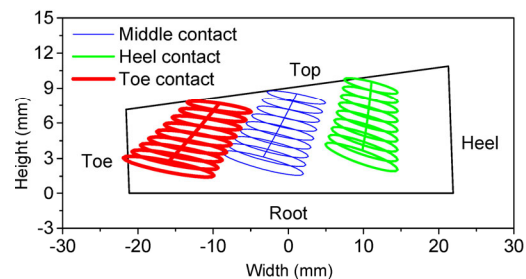 15
12
9
6
3
0
-3
Height (mm)
Middle contact
Heel contact
Toe contact
Top
Toe
Heel
Root
-30 -20 -10 0 10 20 30
Width (mm)